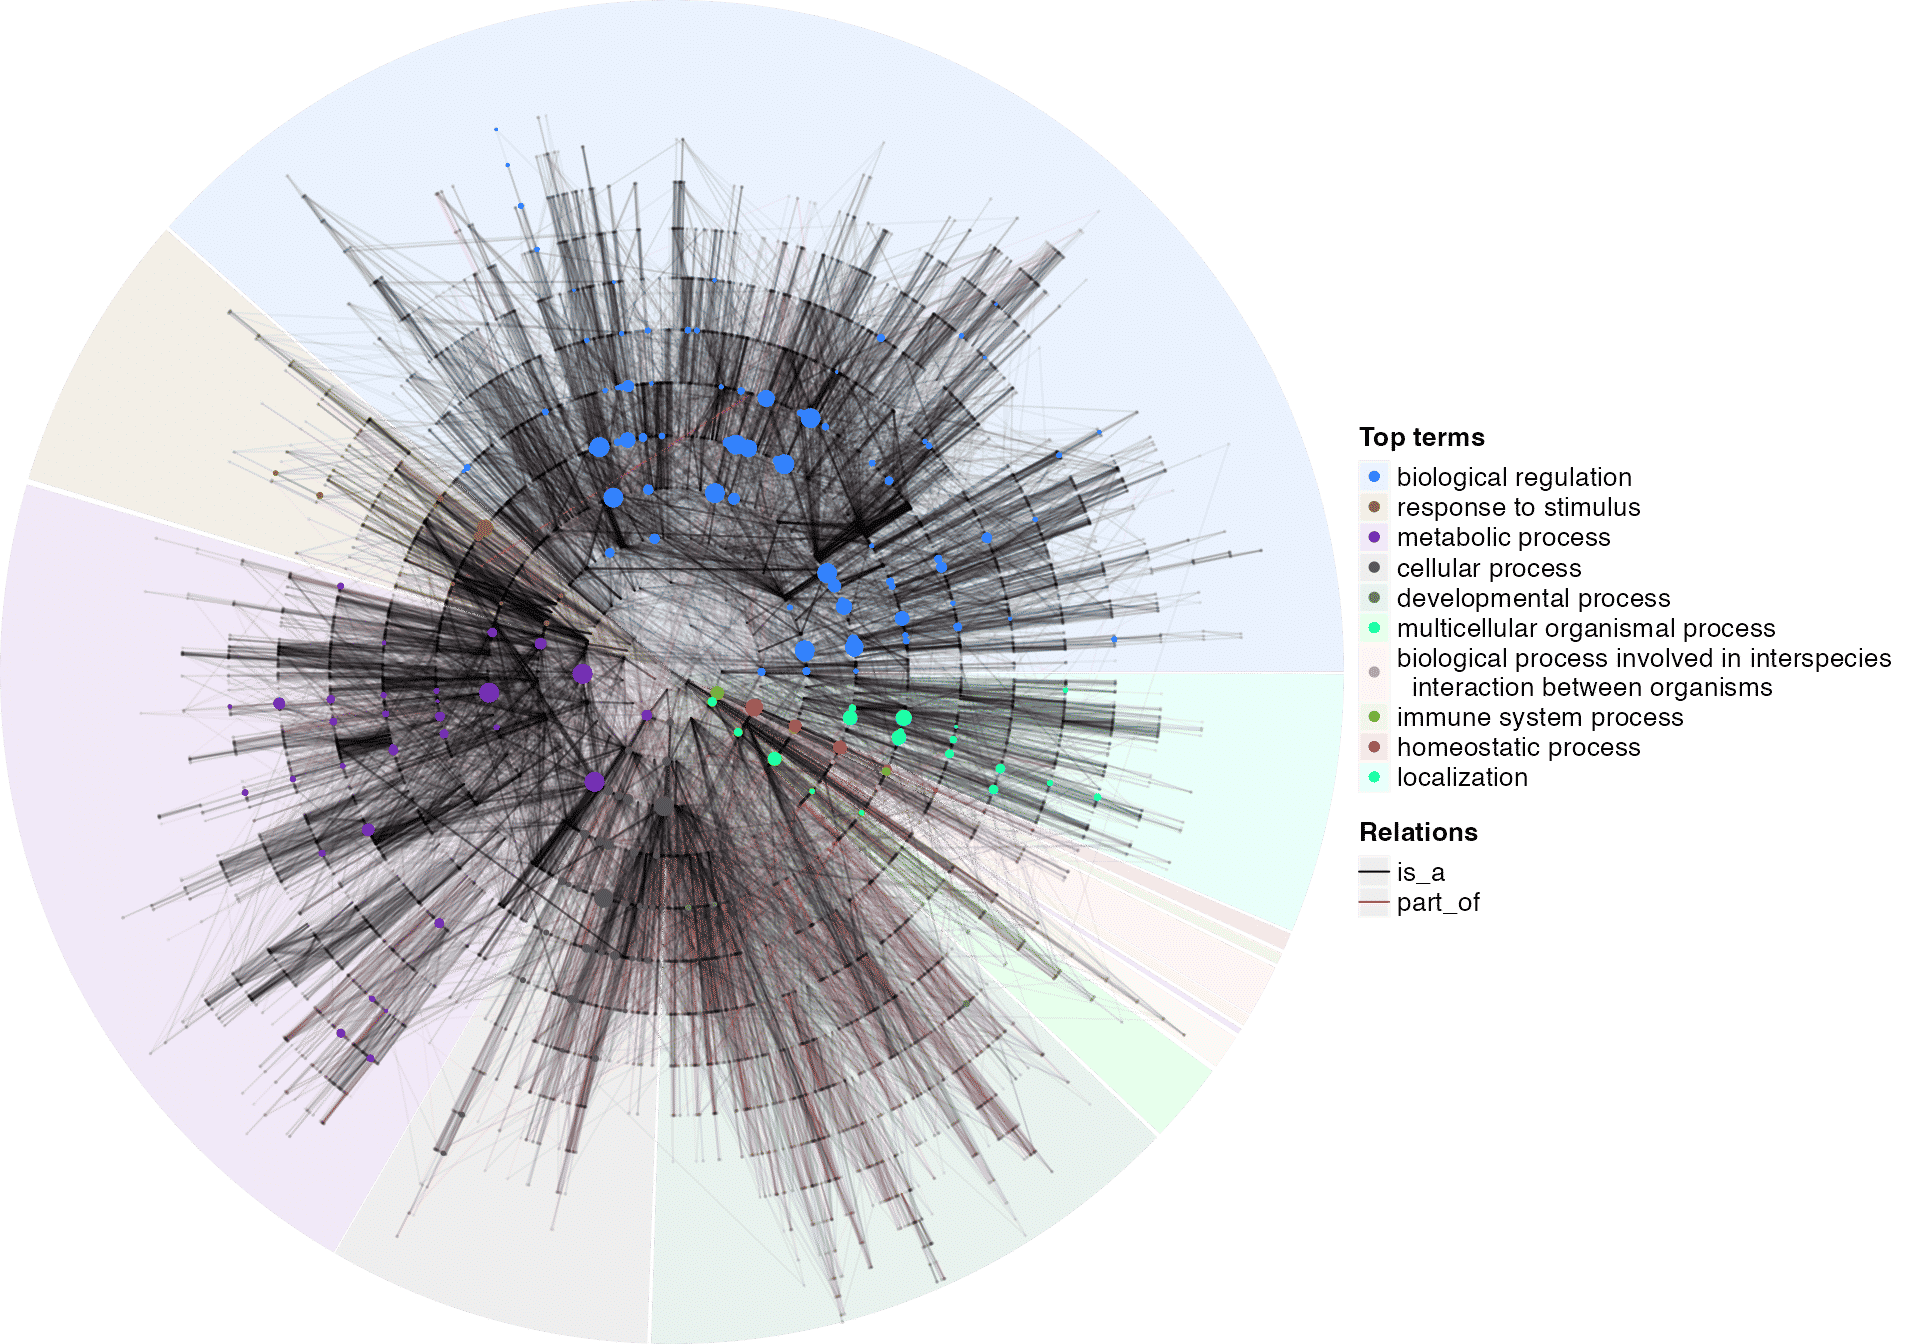 Top terms
biological regulation
response to stimulus
metabolic process
cellular process
developmental process
multicellular organismal process
biological process involved in interspecies
interaction between organisms
immune system process
homeostatic process
localization
Relations
is_a
part_of